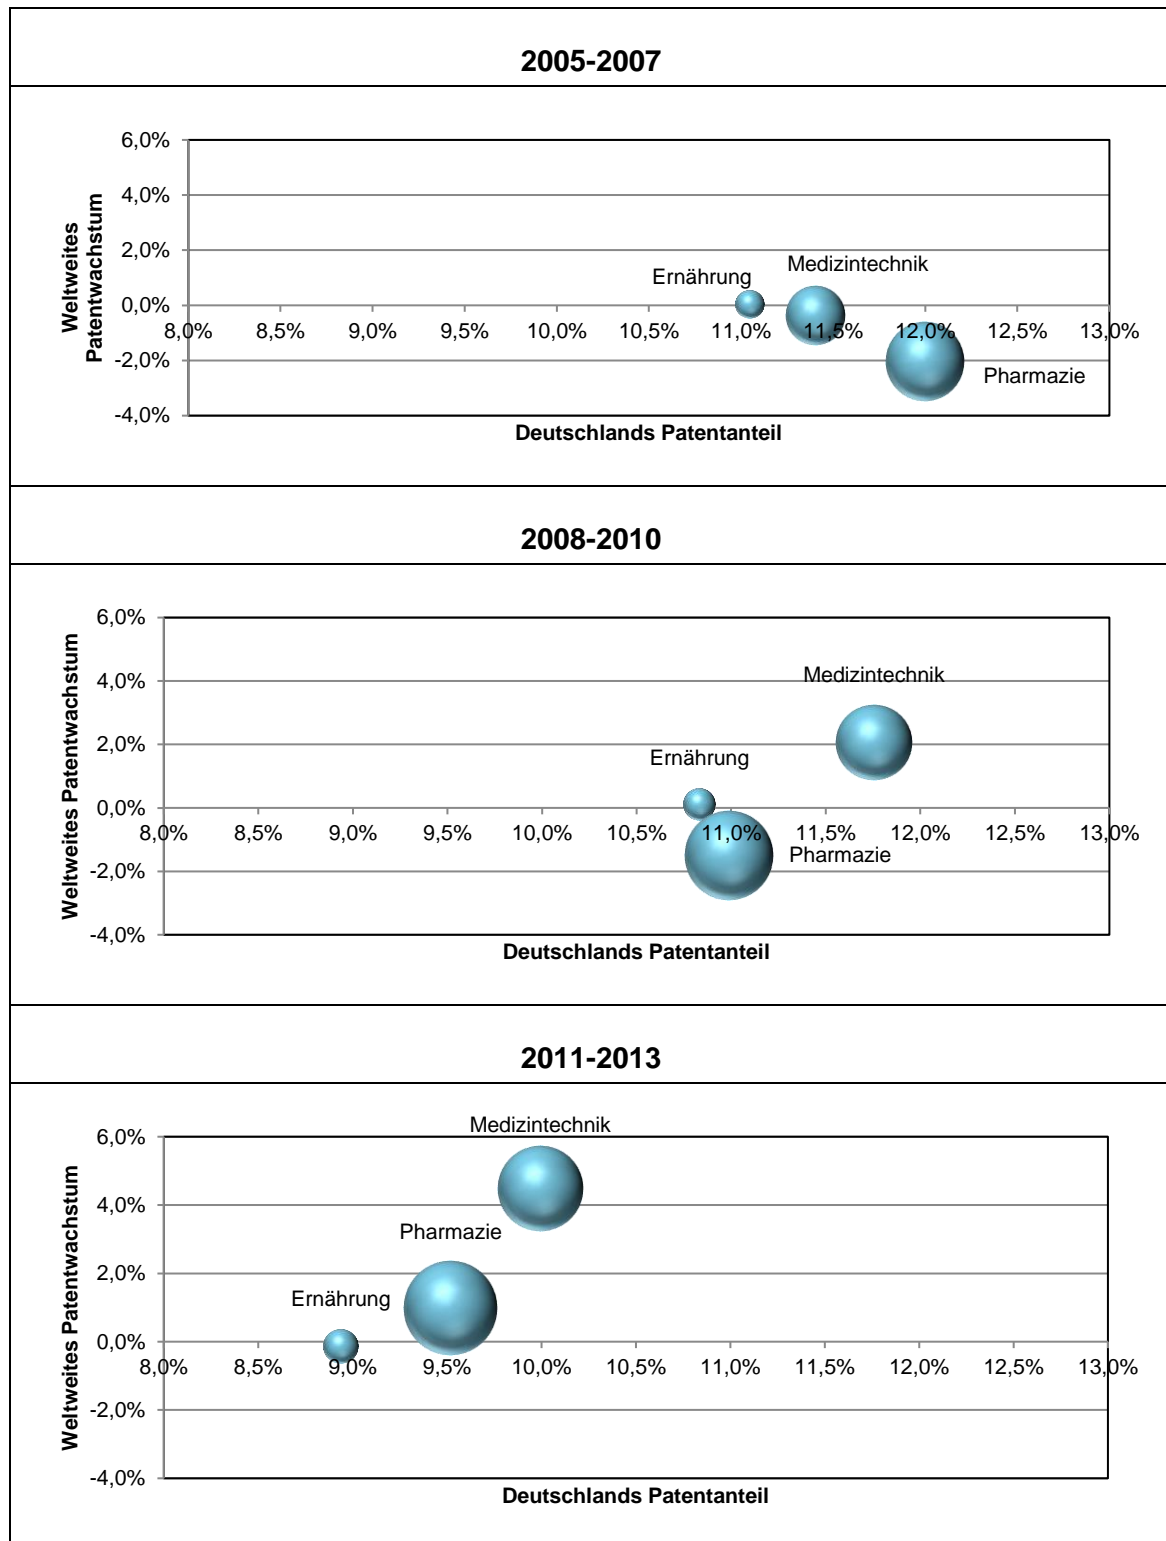 2005-2007
6,0%
4,0%
2,0%
0,0%
-2,0%
-4,0%
Weltweites
Patentwachstum
Ernährung
Medizintechnik
Pharmazie
8,0% 8,5% 9,0% 9,5% 10,0% 10,5% 11,0% 11,5% 12,0% 12,5% 13,0%
Deutschlands Patentanteil
2008-2010
6,0%
4,0%
2,0%
0,0%
-2,0%
-4,0%
Weltweites Patentwachstum
Medizintechnik
Ernährung
Pharmazie
8,0% 8,5% 9,0% 9,5% 10,0% 10,5% 11,0% 11,5% 12,0% 12,5% 13,0%
Deutschlands Patentanteil
2011-2013
6,0%
4,0%
2,0%
0,0%
-2,0%
-4,0%
Weltweites Patentwachstum
Medizintechnik
Pharmazie
Ernährung
8,0% 8,5% 9,0% 9,5% 10,0% 10,5% 11,0% 11,5% 12,0% 12,5% 13,0%
Deutschlands Patentanteil